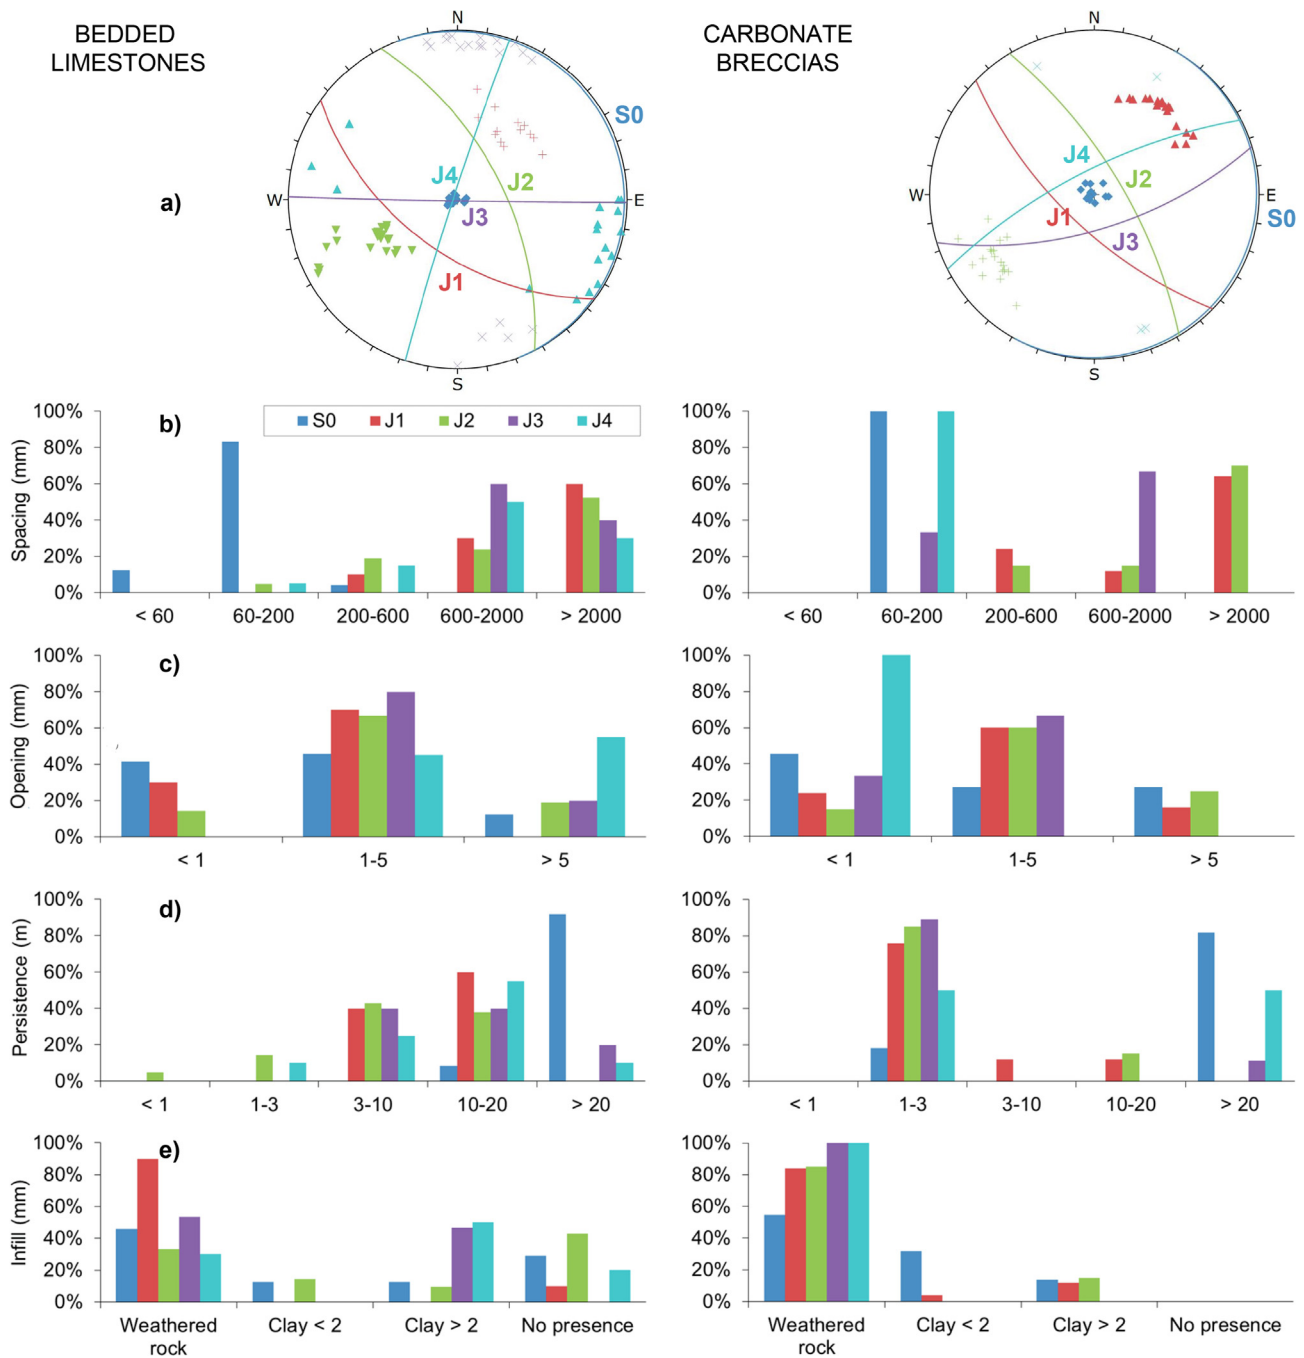 BEDDED
LIMESTONES
CARBONATE
BRECCIAS
a)
N
S0
J4
J2
W
E
J3
J1
S
N
J4
J2
W
E
J1
S0
J3
S
b)
S0 J1 J2 J3 J4
Spacing (mm)
100%
80%
60%
40%
20%
0%
< 60 60-200 200-600 600-2000 > 2000
100%
80%
60%
40%
20%
0%
< 60 60-200 200-600 600-2000 > 2000
c)
Opening (mm)
100%
80%
60%
40%
20%
0%
< 1 1-5 > 5
100%
80%
60%
40%
20%
0%
< 1 1-5 > 5
d)
Persistence (m)
100%
80%
60%
40%
20%
0%
< 1 1-3 3-10 10-20 > 20
100%
80%
60%
40%
20%
0%
< 1 1-3 3-10 10-20 > 20
e)
Infill (mm)
100%
80%
60%
40%
20%
0%
Weathered Clay < 2 Clay > 2 No presence
rock
100%
80%
60%
40%
20%
0%
Weathered Clay < 2 Clay > 2 No presence
rock